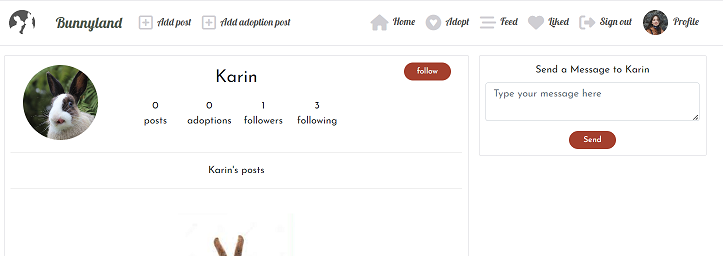 Bunnyland Add post Add adoption post Home Adopt Feed Liked Sign out Profile
Karin
follow
0 0 1 3
posts adoptions followers following
Karin's posts
Send a Message to Karin
Type your message here
Send